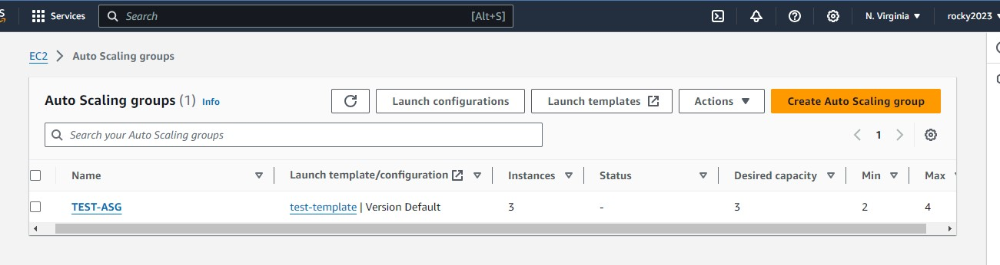 Services
Search [Alt+S]
N. Virginia
rocky2023
EC2 > Auto Scaling groups
Auto Scaling groups (1) Info
Launch configurations
Launch templates
Actions
Create Auto Scaling group
Search your Auto Scaling groups
1
Name Launch template/configuration Instances Status Desired capacity Min Max
TEST-ASG test-template | Version Default 3 - 3 2 4